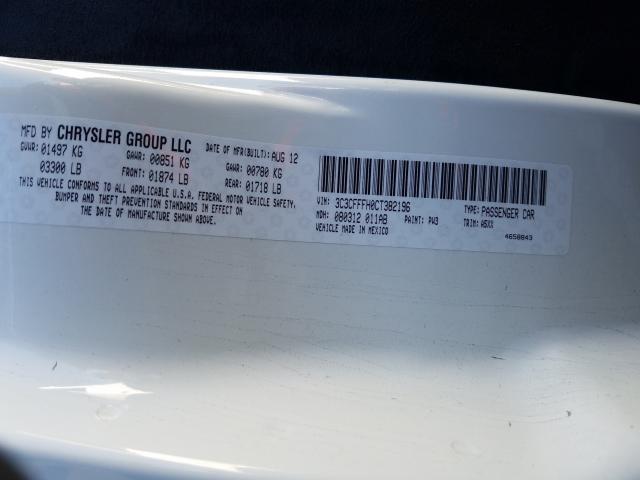 MFD BY CHRYSLER GROUP LLC DATE OF MFR(BUILT): AUG 12
GVWR: 01497 KG GAWR: 00851 KG GAWR: 00780 KG
03300 LB FRONT: 01874 LB REAR: 01718 LB
THIS VEHICLE CONFORMS TO ALL APPLICABLE U.S.A. FEDERAL MOTOR VEHICLE SAFETY,
BUMPER AND THEFT PREVENTION STANDARDS IN EFFECT ON
THE DATE OF MANUFACTURE SHOWN ABOVE.
VIN: 3C3CFFFH0CT382196 TYPE: PASSENGER CAR
MDH: 080312 011AB PAINT: PW3 TRIM: A5XX
VEHICLE MADE IN MEXICO
4658843